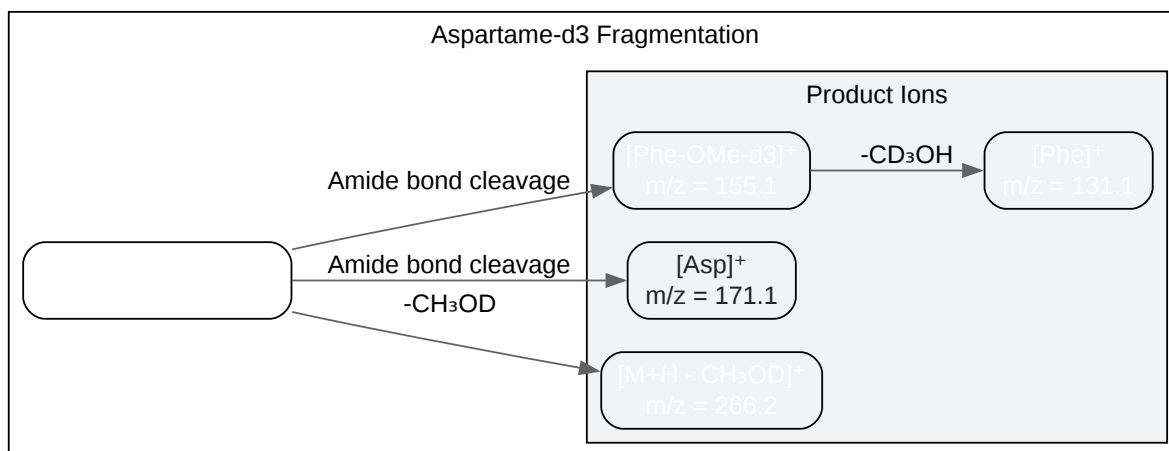 Aspartame-d3 Fragmentation
Product Ions
[Phe-OMe-d3]⁺
m/z = 155.1
-CD₃OH
[Phe]⁺
m/z = 131.1
Amide bond cleavage
Amide bond cleavage
[Asp]⁺
m/z = 171.1
-CH₃OD
[M+H - CH₃OD]⁺
m/z = 266.2